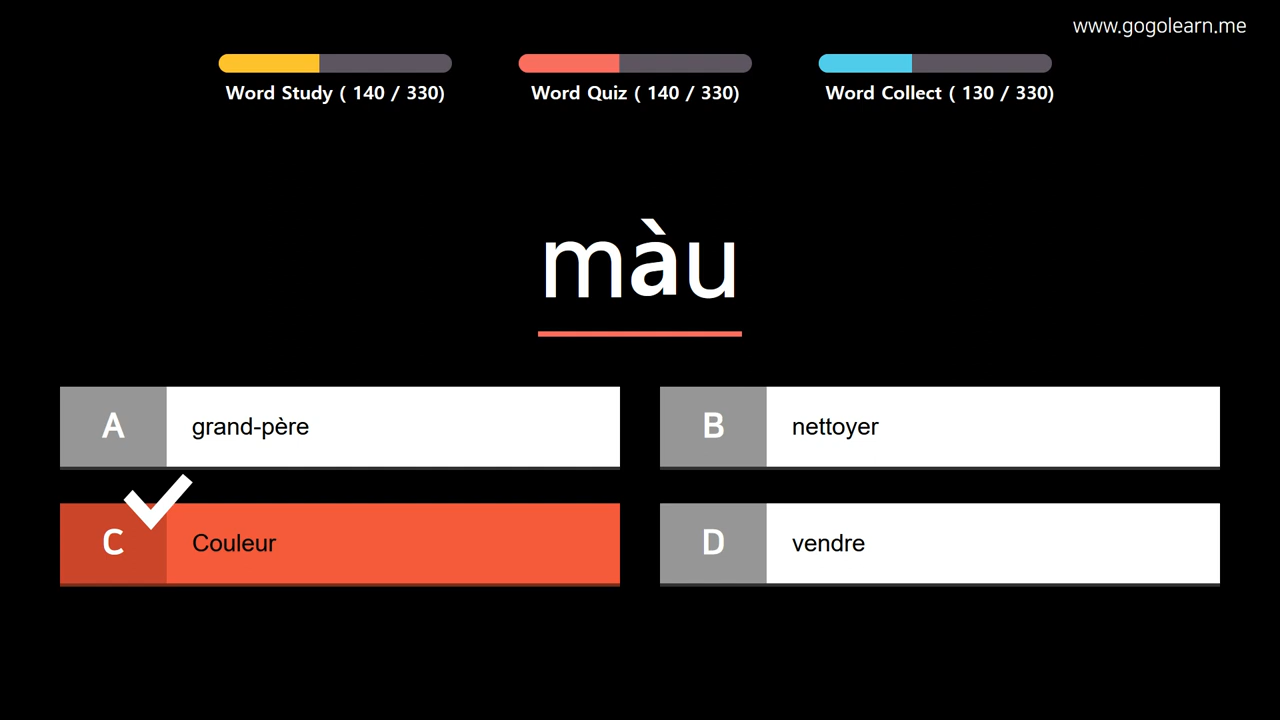 www.gogolearn.me
Word Study ( 140 / 330)
Word Quiz ( 140 / 330)
Word Collect ( 130 / 330)
màu
A grand-père
B nettoyer
C Couleur
D vendre